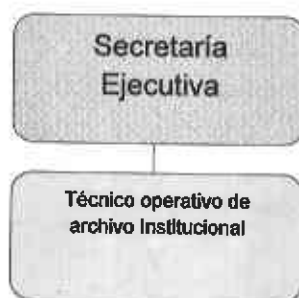 Secretaría
Ejecutiva
Técnico operativo de
archivo Institucional